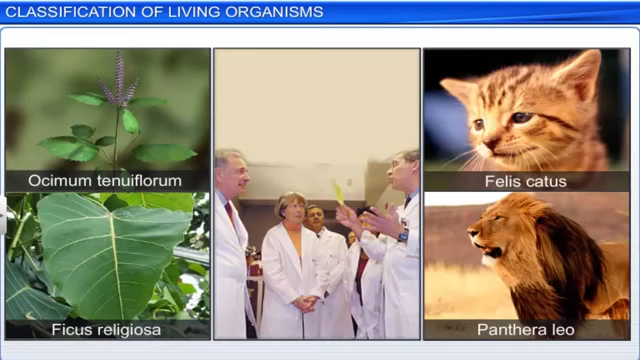 CLASSIFICATION OF LIVING ORGANISMS
Ocimum tenuiflorum
Felis catus
Ficus religiosa
Panthera leo